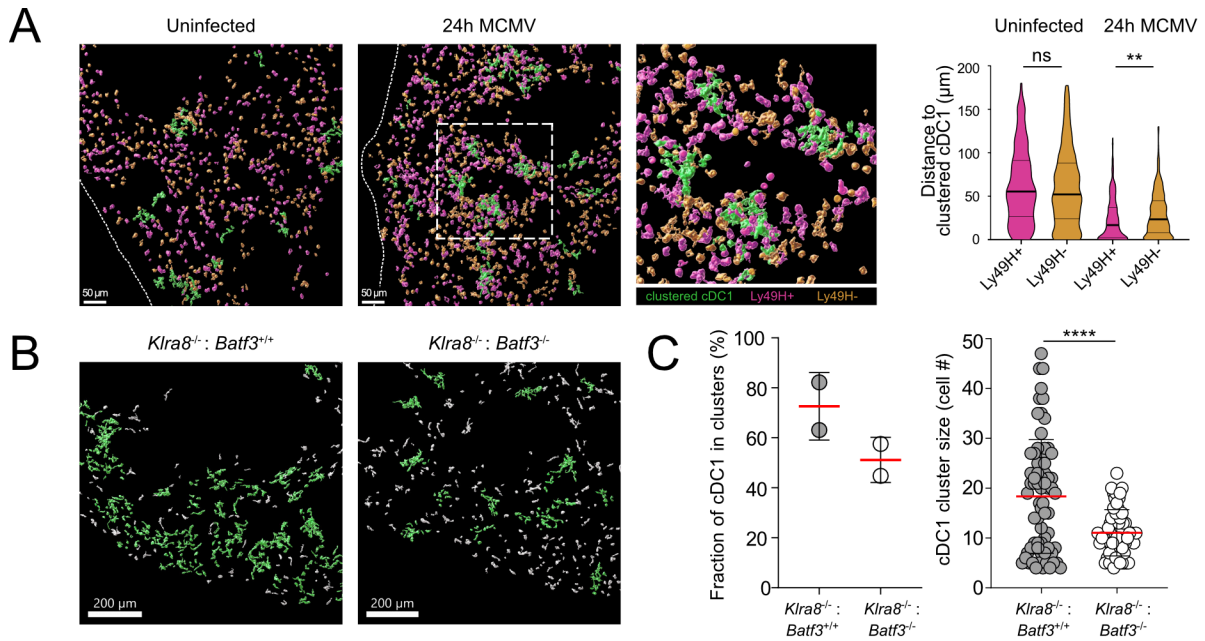 A
Uninfected
24h MCMV
50 µm
50 µm
clustered cDC1 Ly49H+ Ly49H-
Uninfected 24h MCMV
Distance to
clustered cDC1 (µm)
200
150
100
50
0
ns
**
Ly49H+
Ly49H-
Ly49H+
Ly49H-
B
Klra8-/- : Batf3+/+
Klra8-/- : Batf3-/-
200 µm
200 µm
C
Fraction of cDC1 in clusters (%)
100
80
60
40
20
0
Klra8-/- :
Batf3+/+
Klra8-/- :
Batf3-/-
cDC1 cluster size (cell #)
50
40
30
20
10
0
****
Klra8-/- :
Batf3+/+
Klra8-/- :
Batf3-/-